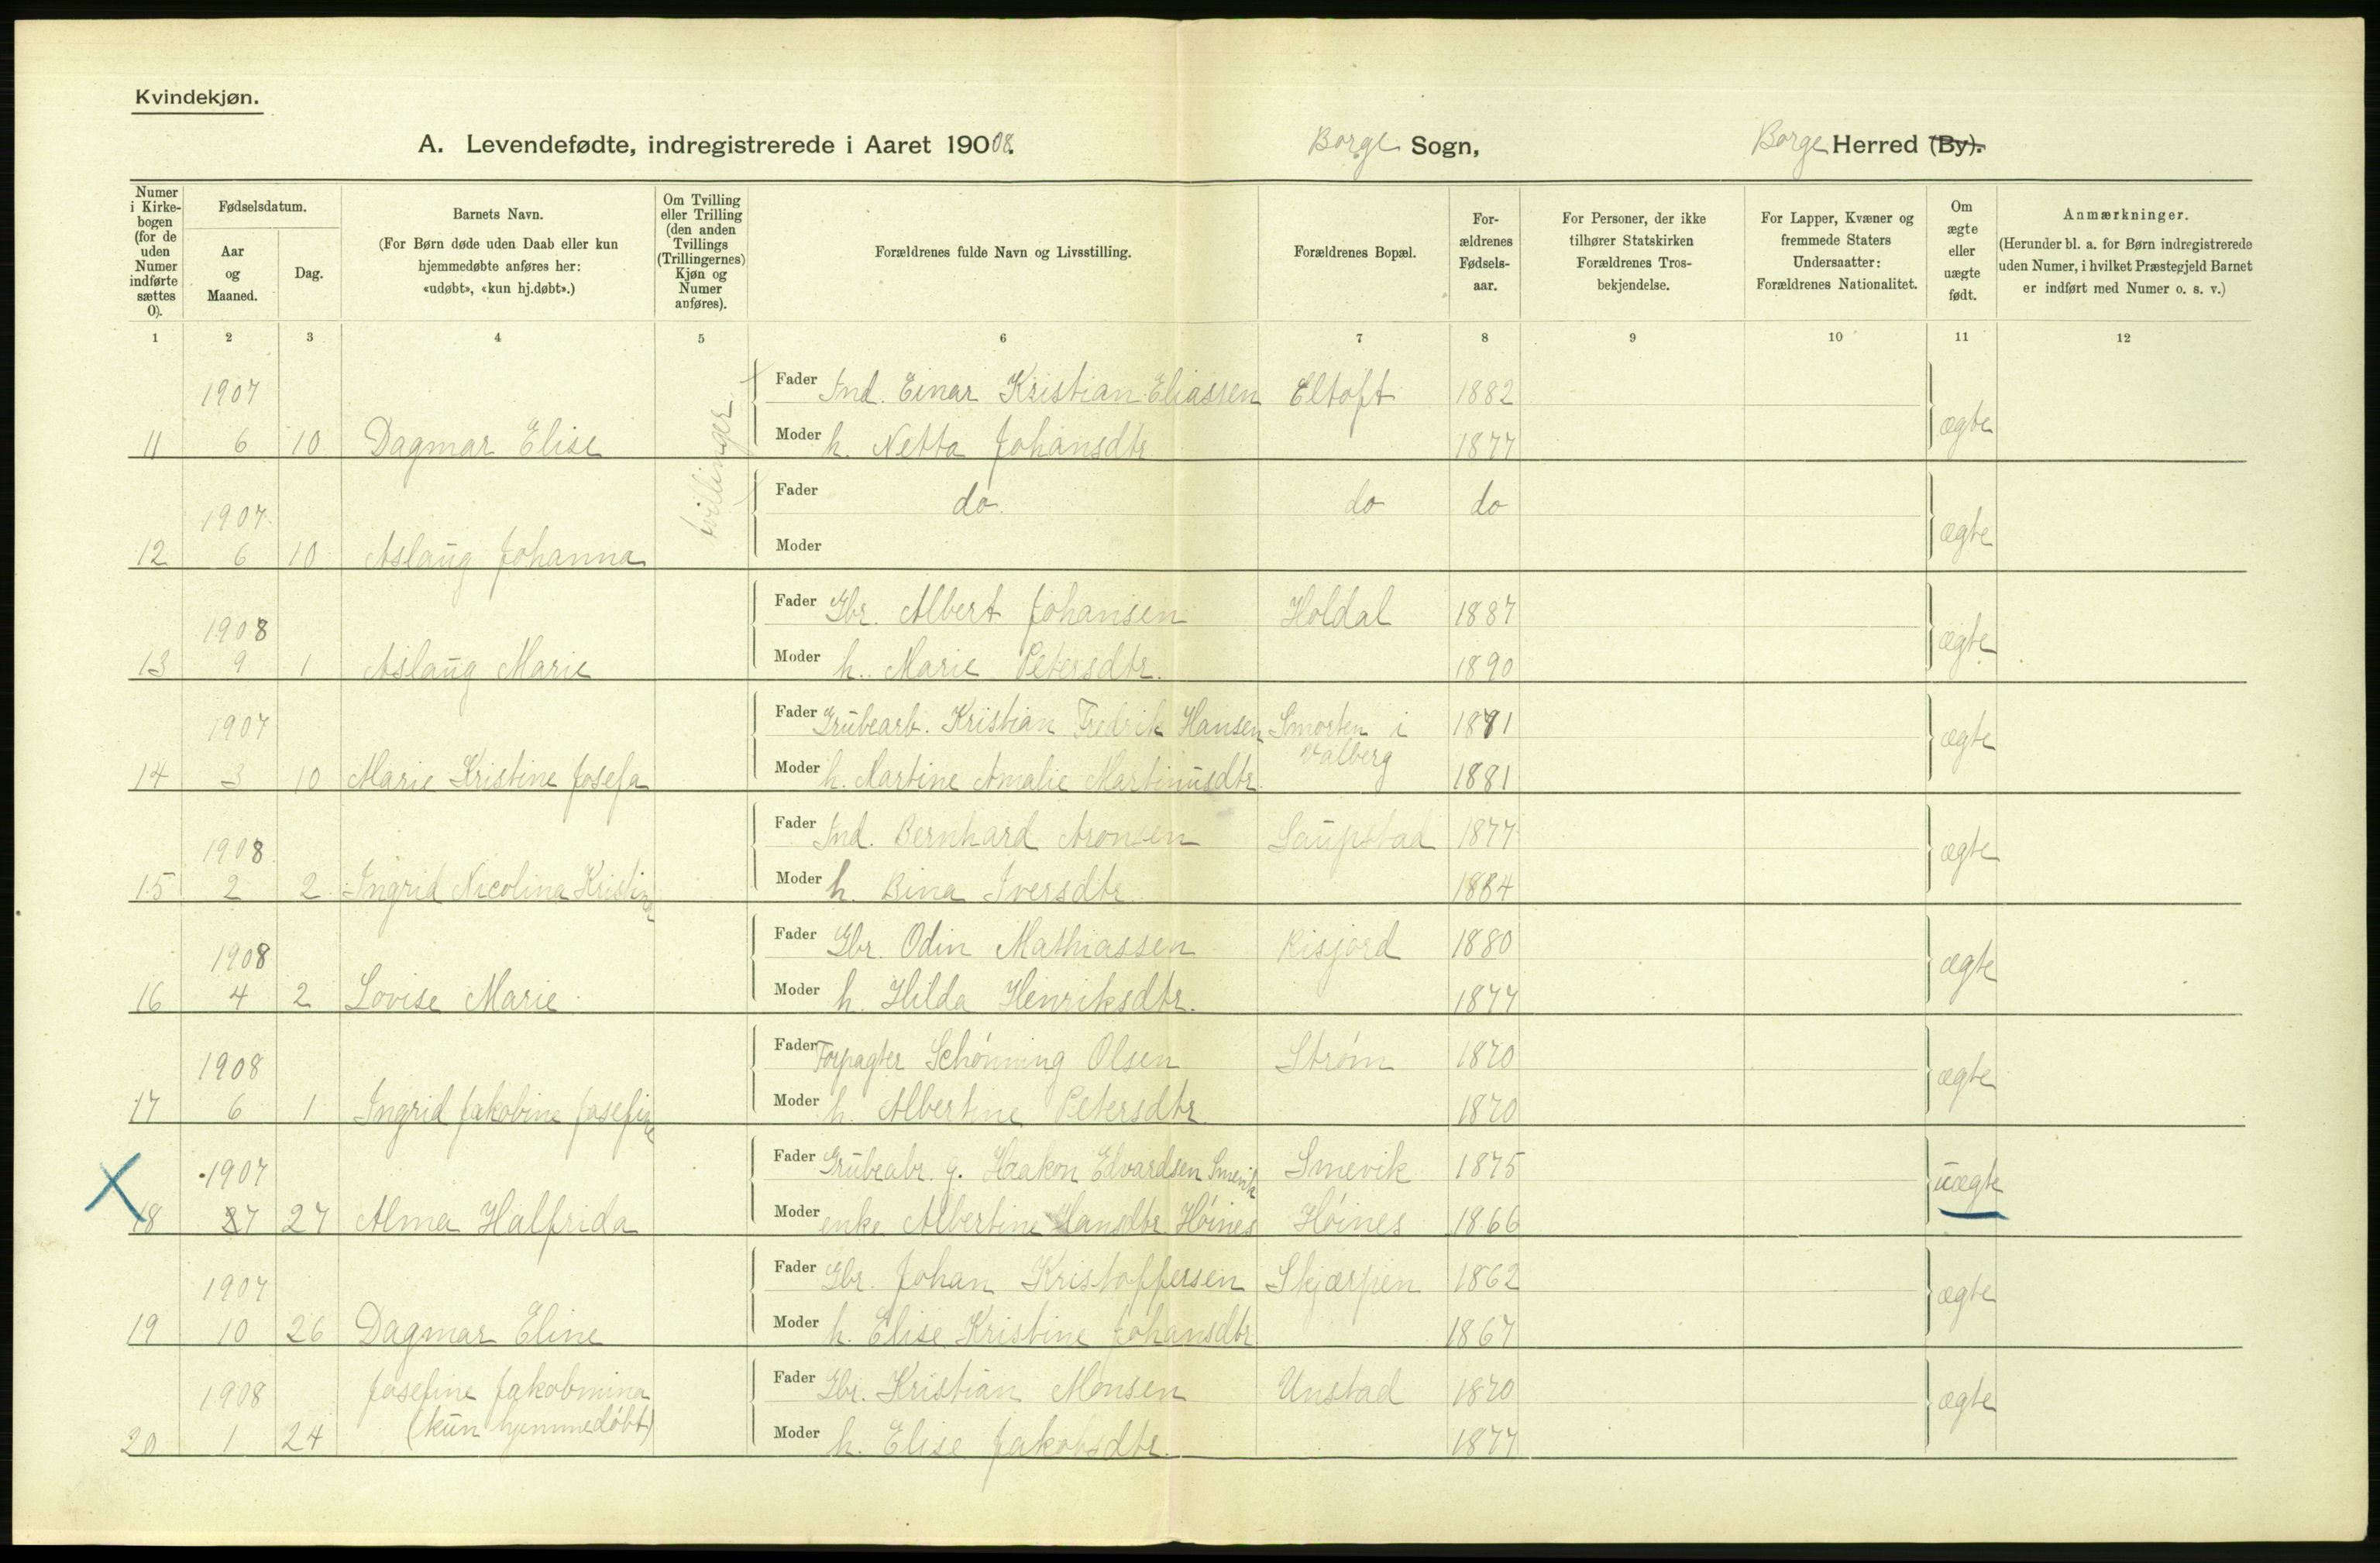 Kvindekjøn.
A. Levendefødte, indregistrerede i Aaret 1908. Borge Sogn, Borge Herred (By).
Numer i Kirkebogen (for de uden Numer indførte sættes 0).
Fødselsdatum.
Aar og Maaned.
Dag.
Barnets Navn.
(For Børn døde uden Daab eller kun hjemmedøbte anføres her: «udøbt», «kun hj.døbt».)
Om Tvilling eller Trilling (den anden Tvillings (Trillingernes) Kjøn og Numer anføres).
Forældrenes fulde Navn og Livsstilling.
Forældrenes Bopæl.
Forældrenes Fødselsaar.
For Personer, der ikke tilhører Statskirken Forældrenes Trosbekjendelse.
For Lapper, Kvæner og fremmede Staters Undersaatter: Forældrenes Nationalitet.
Om ægte eller uægte født.
Anmærkninger.
(Herunder bl. a. for Børn indregistrerede uden Numer, i hvilket Præstegjeld Barnet er indført med Numer o. s. v.)
1 2 3 4 5 6 7 8 9 10 11 12
1907 Fader Ind. Einar Kristian Eliassen Eltoft 1882
11 6 10 Dagmar Elise tvillinger Moder h. Netta Johansdtr 1877 ægte
1907 Fader do. do do
12 6 10 Aslaug Johanna Moder ægte
1908 Fader Gbr. Albert Johansen Holdal 1887
13 9 1 Aslaug Marie Moder h. Marie Petersdtr. 1890 ægte
1907 Fader Grubearb. Kristian Fredrik Hansen Smorten i Valberg 1881
14 3 10 Marie Kristine Josefa Moder h. Martine Amalie Martinusdtr. 1881 ægte
1908 Fader Ind. Bernhard Aronsen Saupstad 1877
15 2 2 Ingrid Nicolina Kristine Moder h. Bina Iversdtr. 1884 ægte
1908 Fader Gbr. Odin Mathiassen Risjord 1880
16 4 2 Lovise Marie Moder h. Hilda Henriksdtr. 1877 ægte
1908 Fader Forpagter Schønning Olsen Strøm 1870
17 6 1 Ingrid Jakobine Josefine Moder h. Albertine Petersdtr. 1870 ægte
1907 Fader Grubeabr. g. Haakon Edvardsen Smevik Smevik 1875
X 18 7 27 Alma Halfrida Moder enke Albertine Hansdtr. Høines Høines 1866 uægte
1907 Fader Gbr. Johan Kristoffersen Skjærpen 1862
19 10 26 Dagmar Eline Moder h. Elise Kristine Johansdtr. 1867 ægte
1908 Josefine Jakobmina Fader Gbr. Kristian Monsen Unstad 1870
20 1 24 (kun hjemmedøbt) Moder h. Elise Jakobsdtr. 1877 ægte